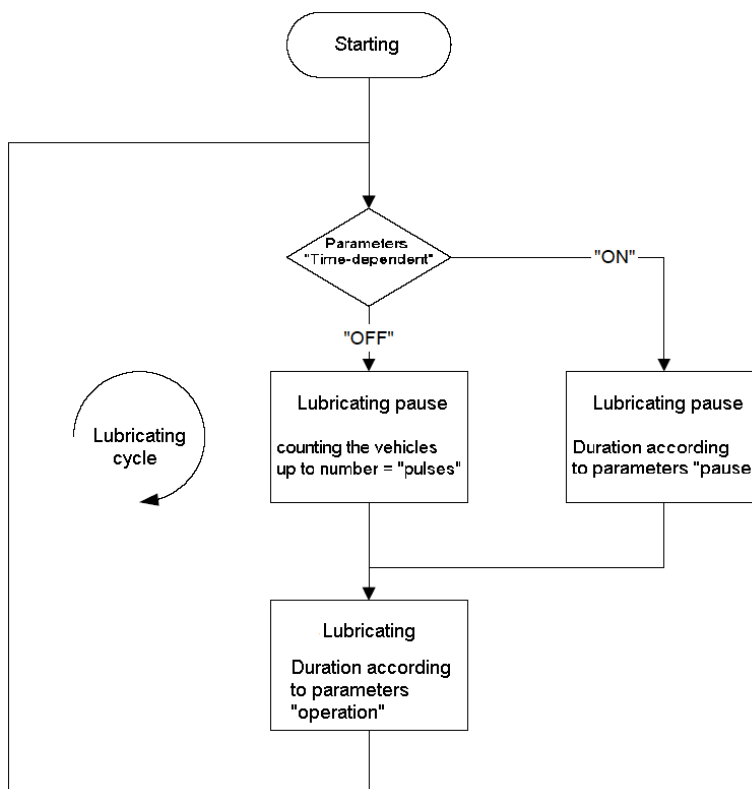 Starting
Parameters
"Time-dependent"
"ON"
"OFF"
Lubricating pause
counting the vehicles
up to number = "pulses"
Lubricating pause
Duration according
to parameters "pause
Lubricating
cycle
Lubricating
Duration according
to parameters
"operation"